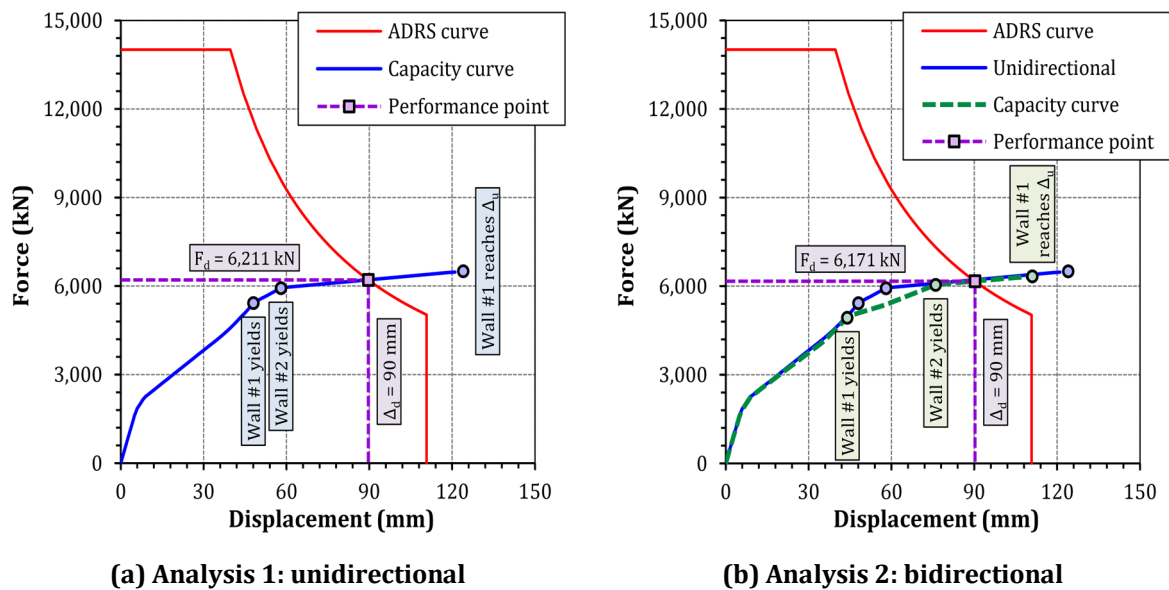 15,000
12,000
9,000
6,000
3,000
0
Force (kN)
ADRS curve
Capacity curve
Performance point
F_d = 6,211 kN
Wall #1 yields
Wall #2 yields
Δ_d = 90 mm
Wall #1 reaches Δ_u
0 30 60 90 120 150
Displacement (mm)
(a) Analysis 1: unidirectional
15,000
12,000
9,000
6,000
3,000
0
Force (kN)
ADRS curve
Unidirectional
Capacity curve
Performance point
F_d = 6,171 kN
Wall #1 yields
Wall #2 yields
Δ_d = 90 mm
Wall #1
reaches Δ_u
0 30 60 90 120 150
Displacement (mm)
(b) Analysis 2: bidirectional